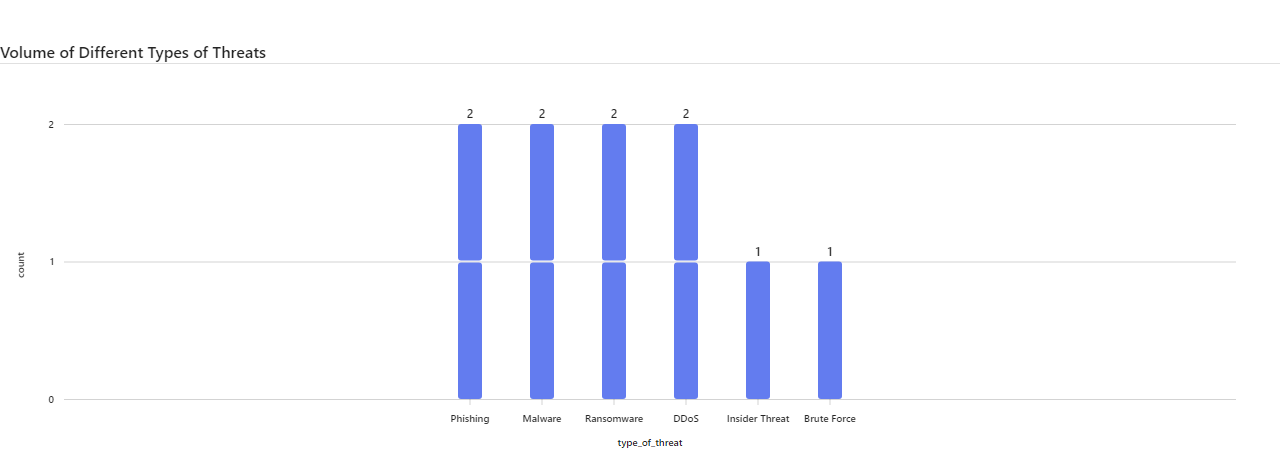 Volume of Different Types of Threats
2 2 2 2
2
1 1
1
count
0
Phishing Malware Ransomware DDoS Insider Threat Brute Force
type_of_threat